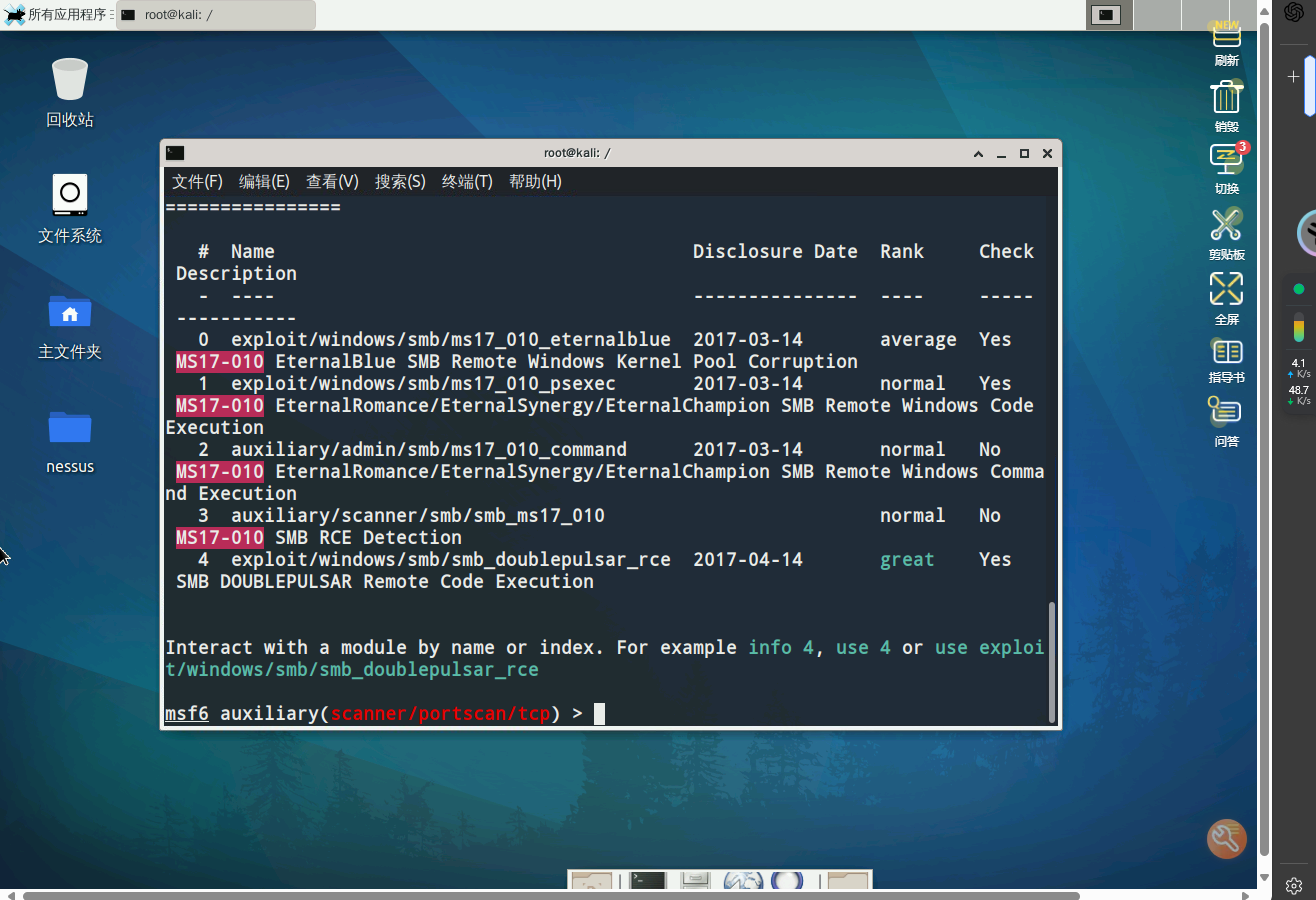 所有应用程序
root@kali: /
回收站
文件系统
主文件夹
nessus
root@kali: /
文件(F) 编辑(E) 查看(V) 搜索(S) 终端(T) 帮助(H)
================
# Name Disclosure Date Rank Check
Description
- ---- --------------- ---- -----
-----------
0 exploit/windows/smb/ms17_010_eternalblue 2017-03-14 average Yes
MS17-010 EternalBlue SMB Remote Windows Kernel Pool Corruption
1 exploit/windows/smb/ms17_010_psexec 2017-03-14 normal Yes
MS17-010 EternalRomance/EternalSynergy/EternalChampion SMB Remote Windows Code
Execution
2 auxiliary/admin/smb/ms17_010_command 2017-03-14 normal No
MS17-010 EternalRomance/EternalSynergy/EternalChampion SMB Remote Windows Comma
nd Execution
3 auxiliary/scanner/smb/smb_ms17_010 normal No
MS17-010 SMB RCE Detection
4 exploit/windows/smb/smb_doublepulsar_rce 2017-04-14 great Yes
SMB DOUBLEPULSAR Remote Code Execution
Interact with a module by name or index. For example info 4, use 4 or use exploi
t/windows/smb/smb_doublepulsar_rce
msf6 auxiliary(scanner/portscan/tcp) >
NEW
刷新
销毁
3
切换
剪贴板
全屏
指导书
问答
4.1
K/s
48.7
K/s